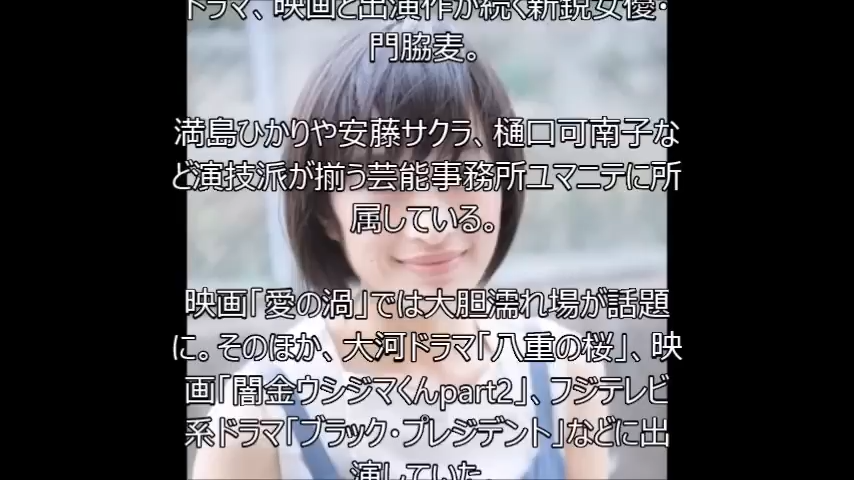 ドラマ、映画と出演作が続く新鋭女優・
門脇麦。
満島ひかりや安藤サクラ、樋口可南子な
ど演技派が揃う芸能事務所ユマニテに所
属している。
映画「愛の渦」では大胆濡れ場が話題
に。そのほか、大河ドラマ「八重の桜」、映
画「闇金ウシジマくんpart2」、フジテレビ
系ドラマ「ブラック・プレジデント」などに出
演していた。